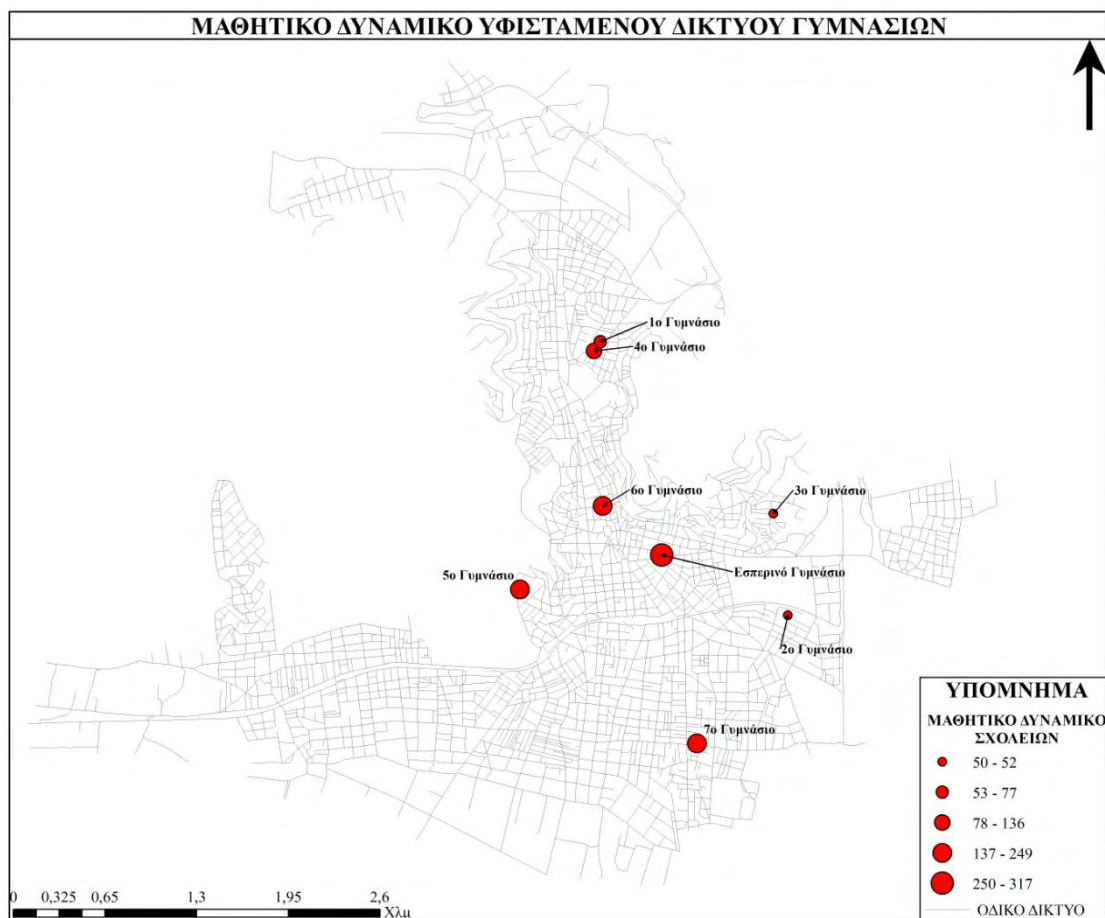 ΜΑΘΗΤΙΚΟ ΔΥΝΑΜΙΚΟ ΥΦΙΣΤΑΜΕΝΟΥ ΔΙΚΤΥΟΥ ΓΥΜΝΑΣΙΩΝ
1ο Γυμνάσιο
4ο Γυμνάσιο
6ο Γυμνάσιο
3ο Γυμνάσιο
Εσπερινό Γυμνάσιο
5ο Γυμνάσιο
2ο Γυμνάσιο
7ο Γυμνάσιο
ΥΠΟΜΝΗΜΑ
ΜΑΘΗΤΙΚΟ ΔΥΝΑΜΙΚΟ
ΣΧΟΛΕΙΩΝ
50 - 52
53 - 77
78 - 136
137 - 249
250 - 317
ΟΔΙΚΟ ΔΙΚΤΥΟ
0 0,325 0,65 1,3 1,95 2,6
Χλμ